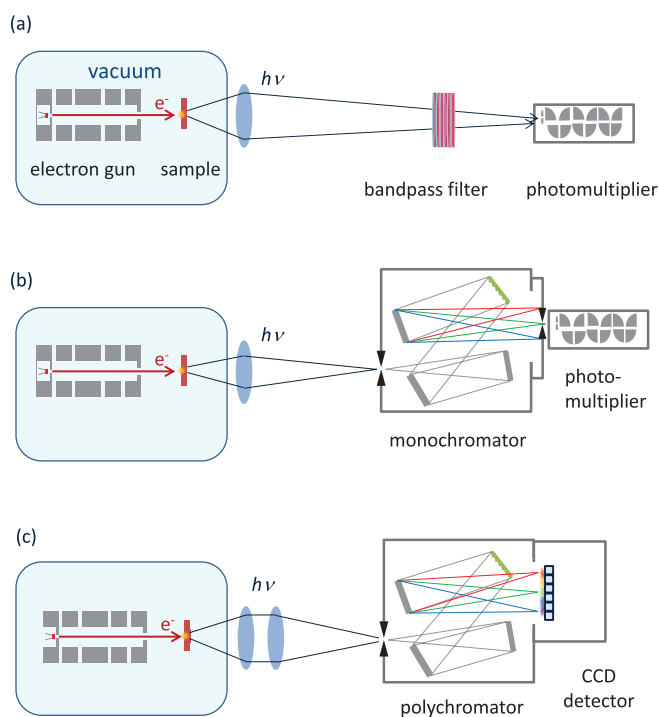 (a)
vacuum
hν
e⁻
electron gun
sample
bandpass filter
photomultiplier
(b)
hν
e⁻
photo-
multiplier
monochromator
(c)
hν
e⁻
CCD
detector
polychromator